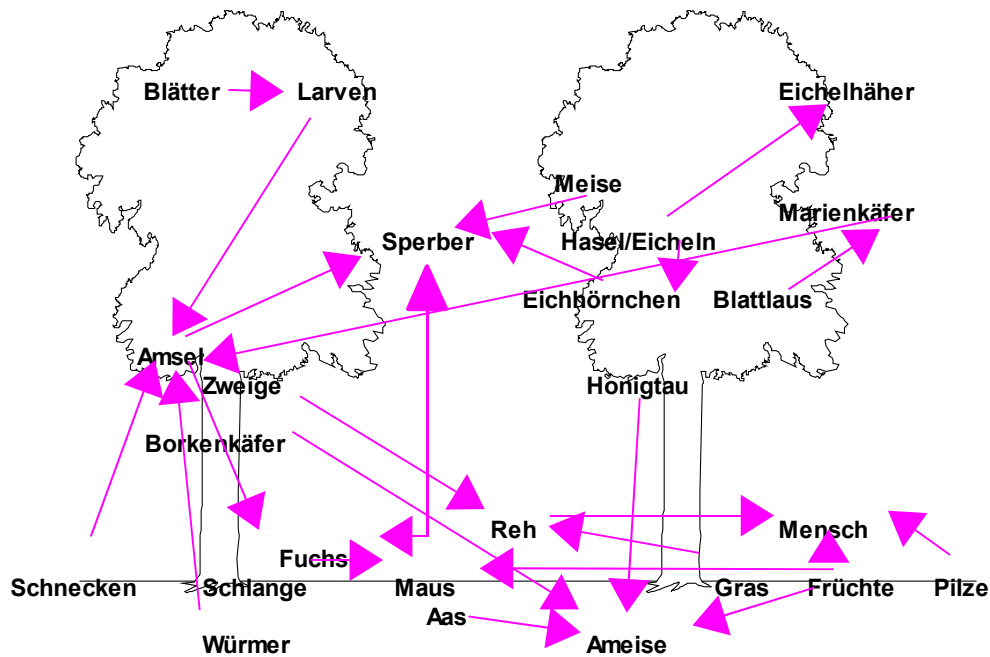 Blätter
Larven
Eichelhäher
Meise
Marienkäfer
Sperber
Hasel/Eicheln
Eichhörnchen
Blattlaus
Amsel
Zweige
Honigtau
Borkenkäfer
Reh
Mensch
Fuchs
Schnecken
Schlange
Maus
Gras
Früchte
Pilze
Aas
Würmer
Ameise